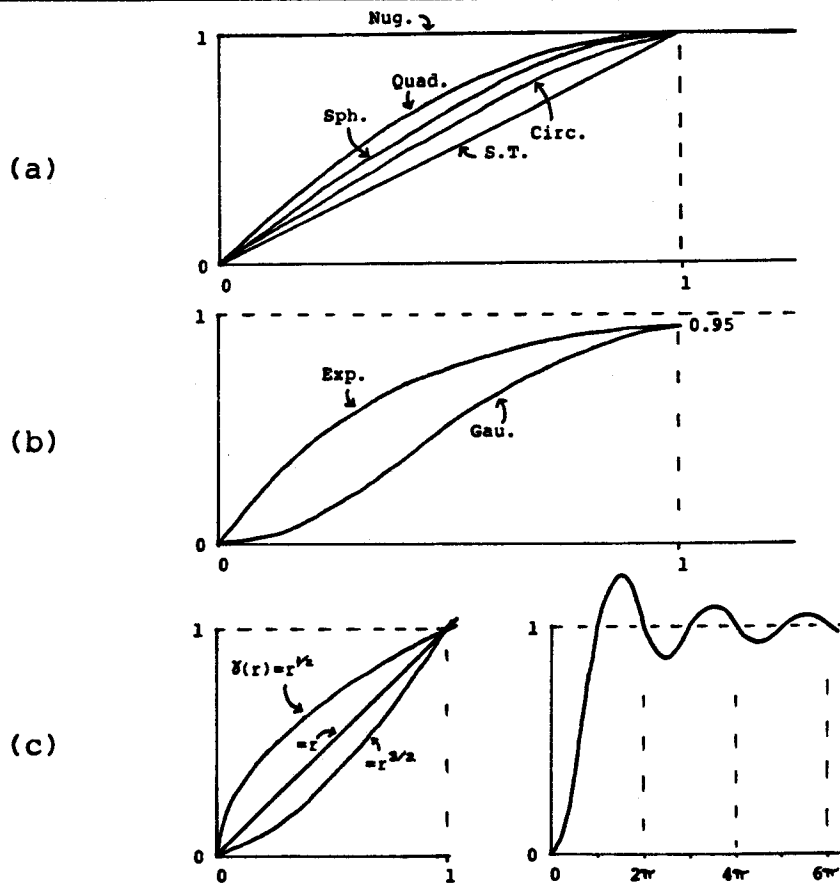 Nug.
1
Quad.
Sph.
Circ.
S.T.
(a)
0
0
1
1
0.95
Exp.
Gau.
(b)
0
0
1
1
1
γ(r)=r^1/2
=r
=r^3/2
(c)
0
0
1
0
2π
4π
6π